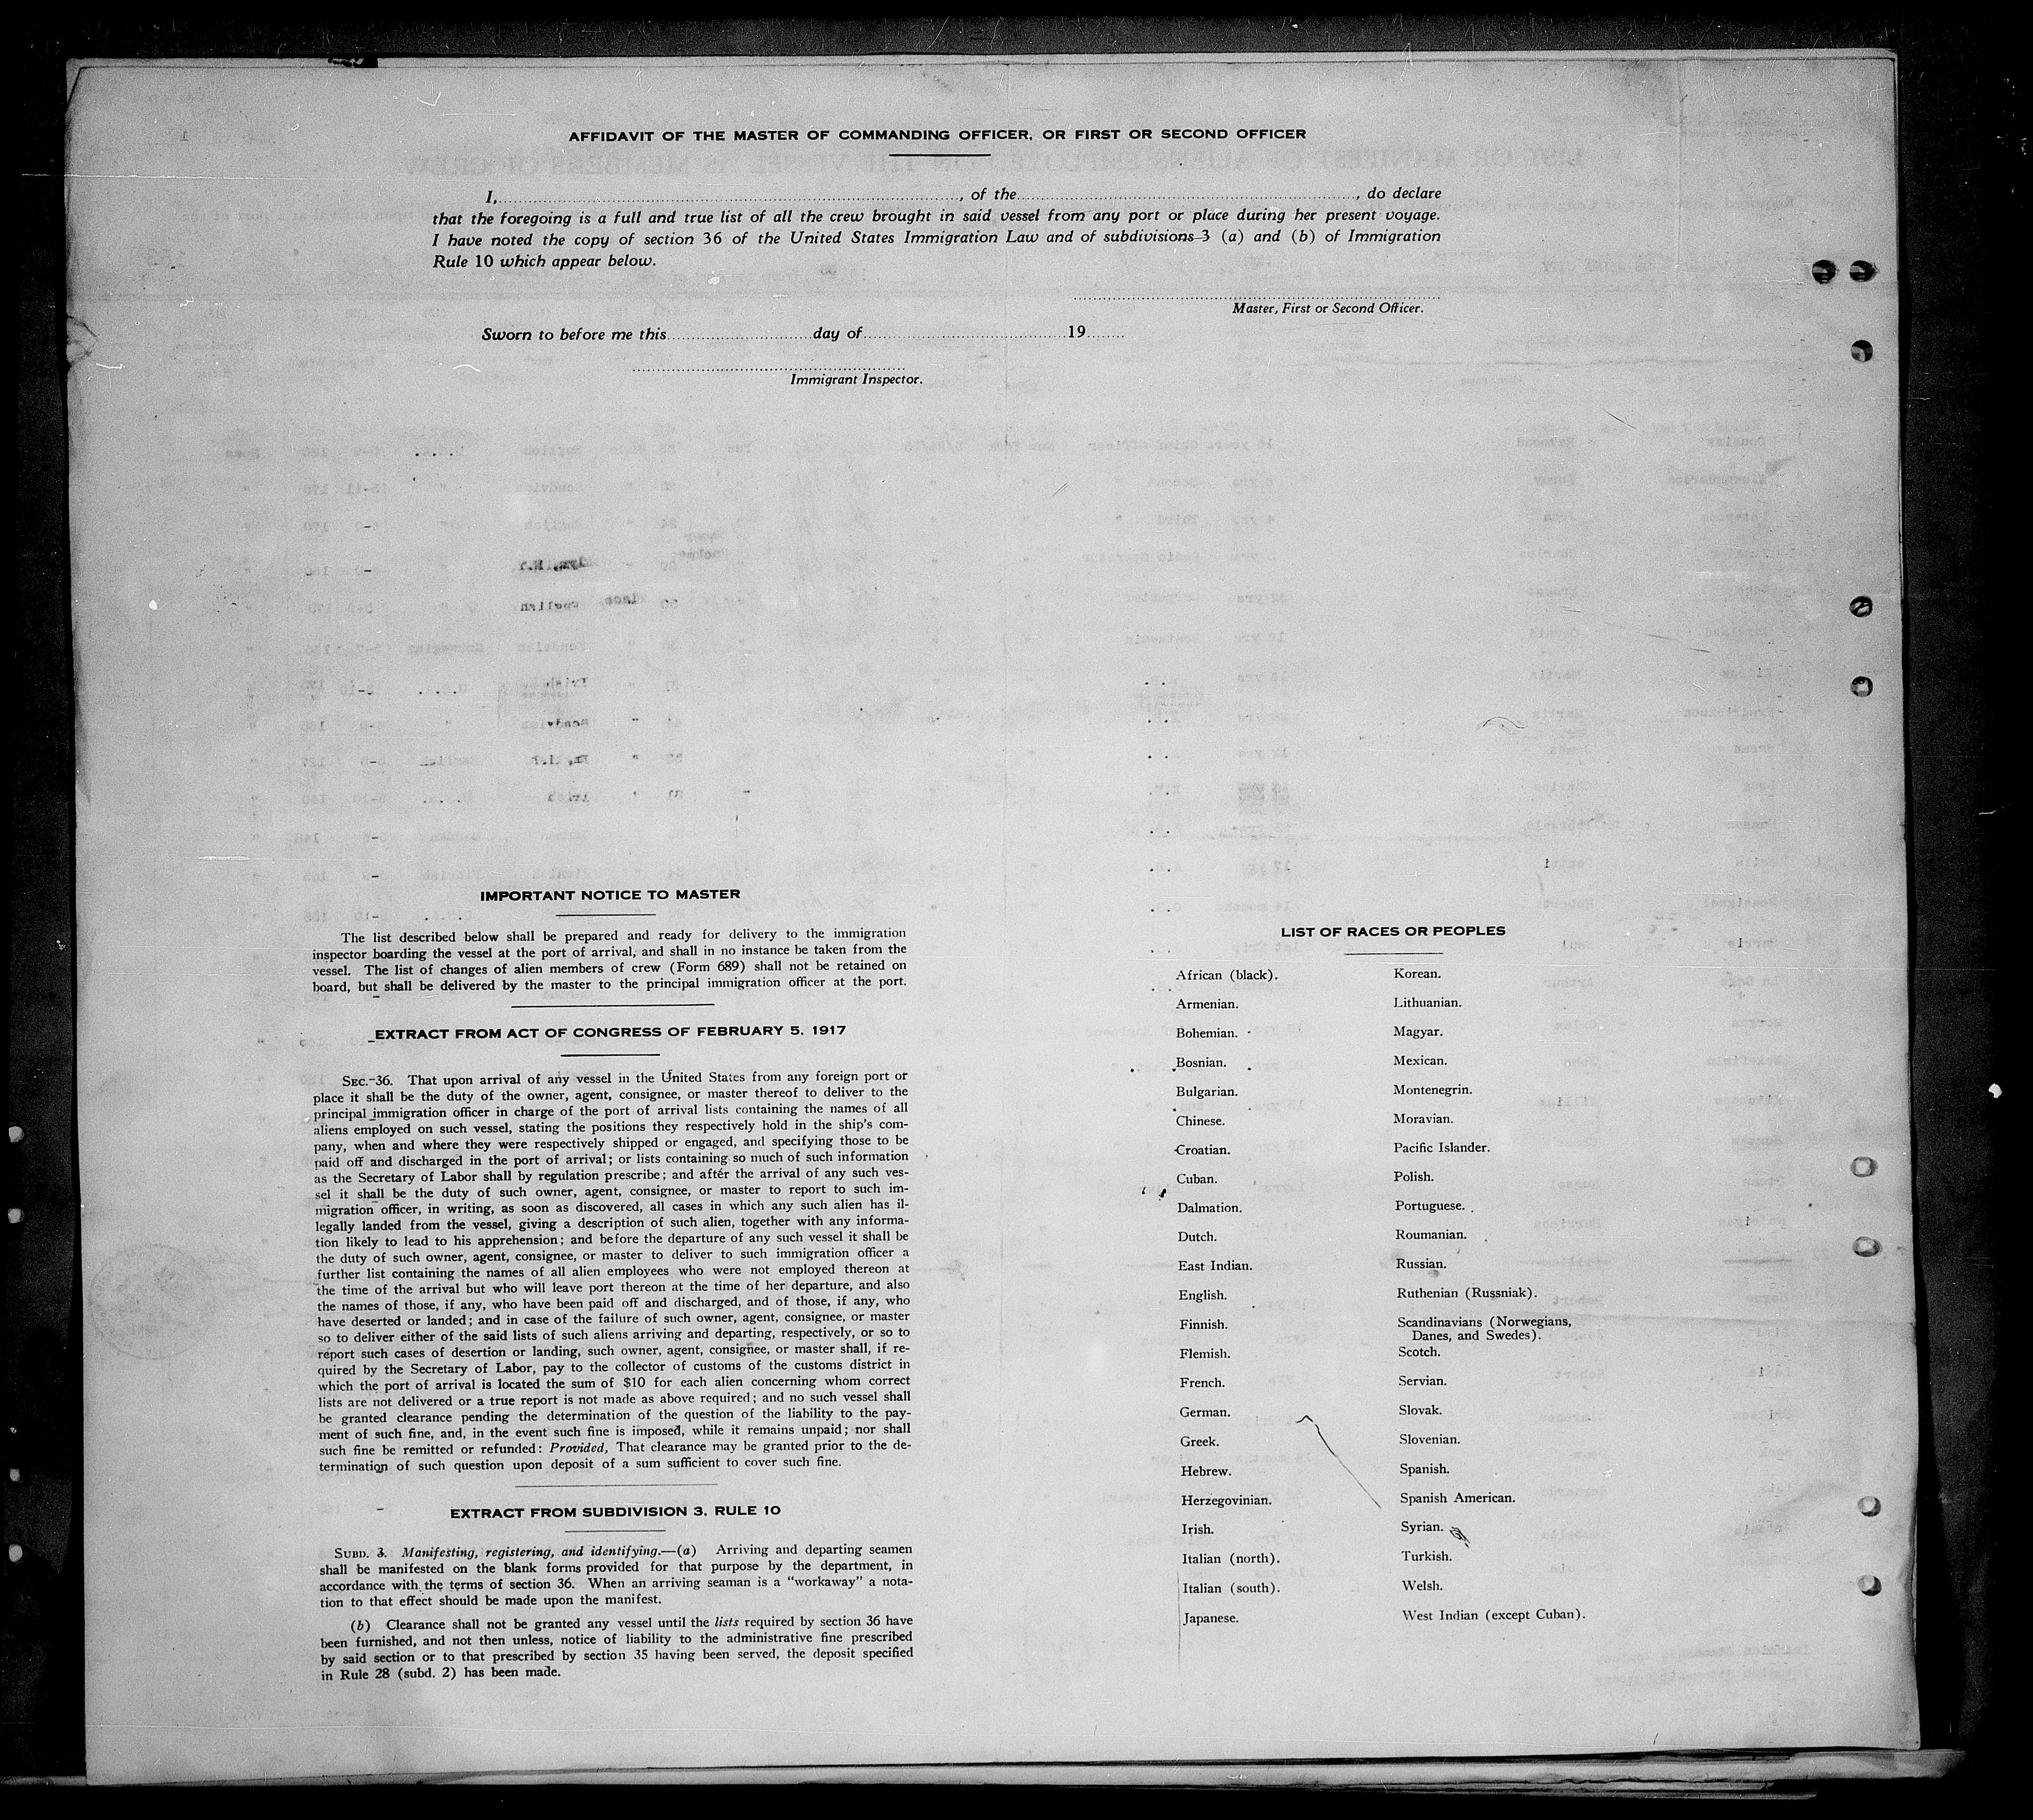 AFFIDAVIT OF THE MASTER OF COMMANDING OFFICER, OR FIRST OR SECOND OFFICER
I, , of the , do declare
that the foregoing is a full and true list of all the crew brought in said vessel from any port or place during her present voyage.
I have noted the copy of section 36 of the United States Immigration Law and of subdivisions 3 (a) and (b) of Immigration
Rule 10 which appear below.
Master, First or Second Officer.
Sworn to before me this day of 19
Immigrant Inspector.
IMPORTANT NOTICE TO MASTER
The list described below shall be prepared and ready for delivery to the immigration
inspector boarding the vessel at the port of arrival, and shall in no instance be taken from the
vessel. The list of changes of alien members of crew (Form 689) shall not be retained on
board, but shall be delivered by the master to the principal immigration officer at the port.
EXTRACT FROM ACT OF CONGRESS OF FEBRUARY 5, 1917
SEC. 36. That upon arrival of any vessel in the United States from any foreign port or
place it shall be the duty of the owner, agent, consignee, or master thereof to deliver to the
principal immigration officer in charge of the port of arrival lists containing the names of all
aliens employed on such vessel, stating the positions they respectively hold in the ship's com-
pany, when and where they were respectively shipped or engaged, and specifying those to be
paid off and discharged in the port of arrival; or lists containing so much of such information
as the Secretary of Labor shall by regulation prescribe; and after the arrival of any such ves-
sel it shall be the duty of such owner, agent, consignee, or master to report to such im-
migration officer, in writing, as soon as discovered, all cases in which any such alien has il-
legally landed from the vessel, giving a description of such alien, together with any informa-
tion likely to lead to his apprehension; and before the departure of any such vessel it shall be
the duty of such owner, agent, consignee, or master to deliver to such immigration officer a
further list containing the names of all alien employees who were not employed thereon at
the time of the arrival but who will leave port thereon at the time of her departure, and also
the names of those, if any, who have been paid off and discharged, and of those, if any, who
have deserted or landed; and in case of the failure of such owner, agent, consignee, or master
so to deliver either of the said lists of such aliens arriving and departing, respectively, or so to
report such cases of desertion or landing, such owner, agent, consignee, or master shall, if re-
quired by the Secretary of Labor, pay to the collector of customs of the customs district in
which the port of arrival is located the sum of $10 for each alien concerning whom correct
lists are not delivered or a true report is not made as above required; and no such vessel shall
be granted clearance pending the determination of the question of the liability to the pay-
ment of such fine, and, in the event such fine is imposed, while it remains unpaid; nor shall
such fine be remitted or refunded: Provided, That clearance may be granted prior to the de-
termination of such question upon deposit of a sum sufficient to cover such fine.
EXTRACT FROM SUBDIVISION 3, RULE 10
SUBD. 3. Manifesting, registering, and identifying.—(a) Arriving and departing seamen
shall be manifested on the blank forms provided for that purpose by the department, in
accordance with the terms of section 36. When an arriving seaman is a "workaway" a nota-
tion to that effect should be made upon the manifest.
(b) Clearance shall not be granted any vessel until the lists required by section 36 have
been furnished, and not then unless, notice of liability to the administrative fine prescribed
by said section or to that prescribed by section 35 having been served, the deposit specified
in Rule 28 (subd. 2) has been made.
LIST OF RACES OR PEOPLES
African (black).
Armenian.
Bohemian.
Bosnian.
Bulgarian.
Chinese.
Croatian.
Cuban.
Dalmation.
Dutch.
East Indian.
English.
Finnish.
Flemish.
French.
German.
Greek.
Hebrew.
Herzegovinian.
Irish.
Italian (north).
Italian (south).
Japanese.
Korean.
Lithuanian.
Magyar.
Mexican.
Montenegrin.
Moravian.
Pacific Islander.
Polish.
Portuguese.
Roumanian.
Russian.
Ruthenian (Russniak).
Scandinavians (Norwegians,
Danes, and Swedes).
Scotch.
Servian.
Slovak.
Slovenian.
Spanish.
Spanish American.
Syrian.
Turkish.
Welsh.
West Indian (except Cuban).